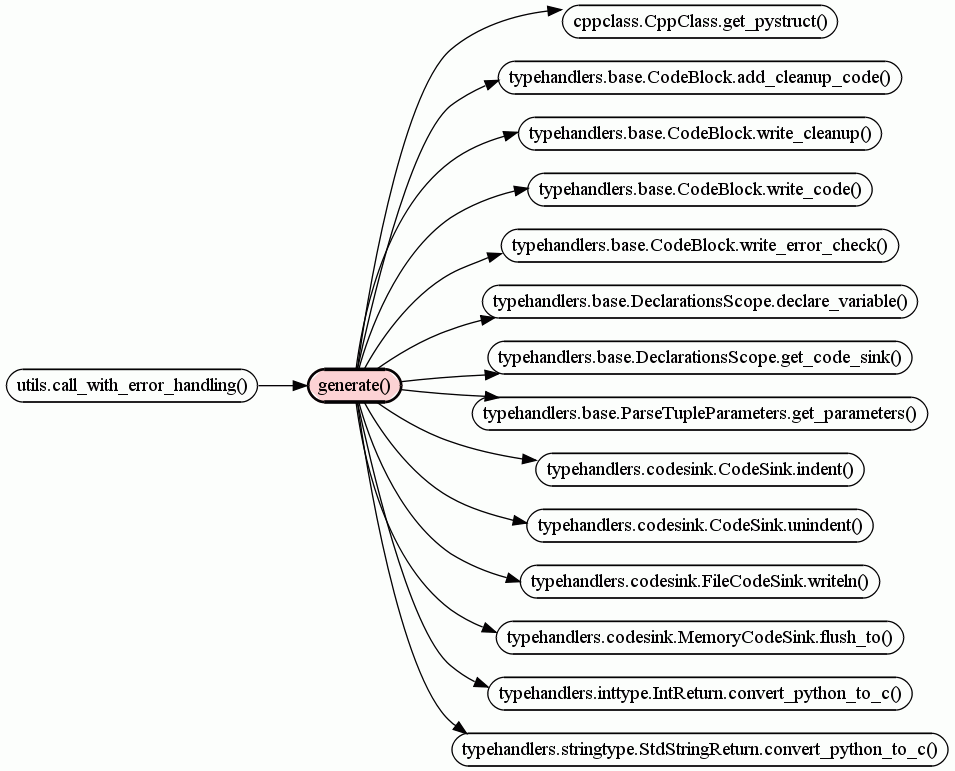 cppclass.CppClass.get_pystruct()
typehandlers.base.CodeBlock.add_cleanup_code()
typehandlers.base.CodeBlock.write_cleanup()
typehandlers.base.CodeBlock.write_code()
typehandlers.base.CodeBlock.write_error_check()
typehandlers.base.DeclarationsScope.declare_variable()
typehandlers.base.DeclarationsScope.get_code_sink()
utils.call_with_error_handling()
generate()
typehandlers.base.ParseTupleParameters.get_parameters()
typehandlers.codesink.CodeSink.indent()
typehandlers.codesink.CodeSink.unindent()
typehandlers.codesink.FileCodeSink.writeln()
typehandlers.codesink.MemoryCodeSink.flush_to()
typehandlers.inttype.IntReturn.convert_python_to_c()
typehandlers.stringtype.StdStringReturn.convert_python_to_c()